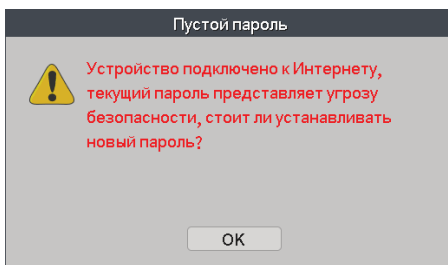 Пустой пароль
Устройство подключено к Интернету,
текущий пароль представляет угрозу
безопасности, стоит ли устанавливать
новый пароль?
OK